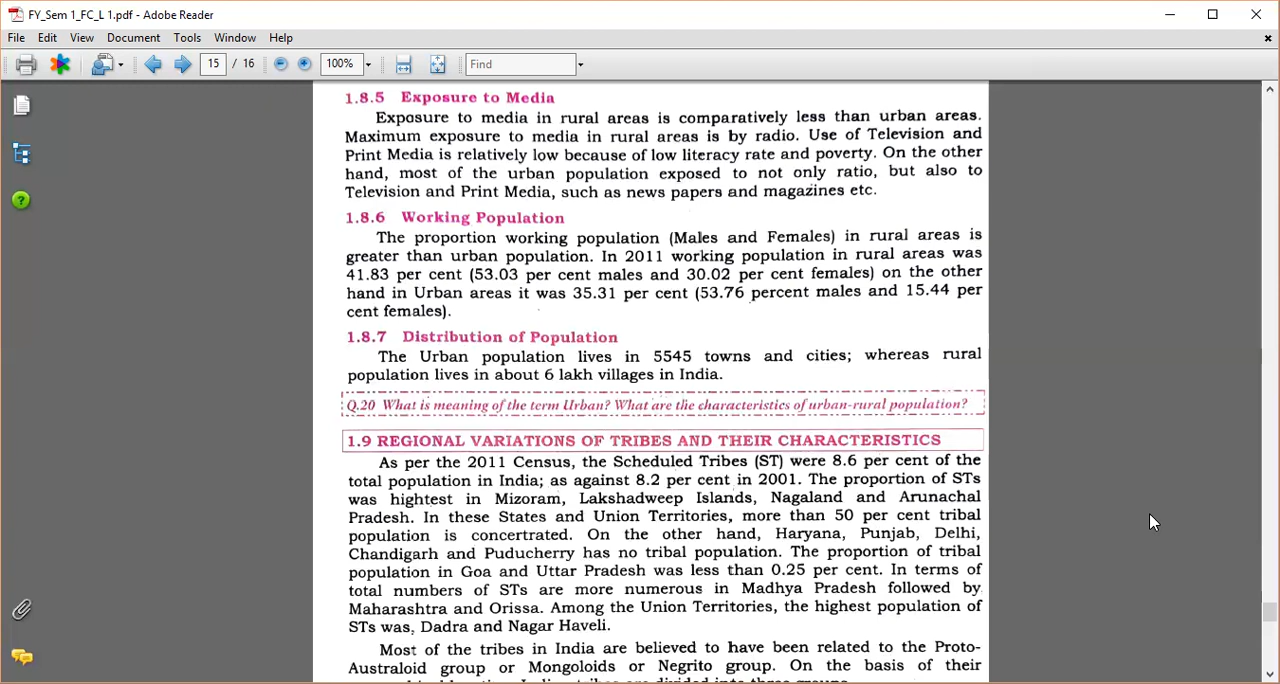 FY_Sem 1_FC_L 1.pdf - Adobe Reader
File Edit View Document Tools Window Help
15 / 16 100% Find
1.8.5 Exposure to Media
Exposure to media in rural areas is comparatively less than urban areas.
Maximum exposure to media in rural areas is by radio. Use of Television and
Print Media is relatively low because of low literacy rate and poverty. On the other
hand, most of the urban population exposed to not only ratio, but also to
Television and Print Media, such as news papers and magazines etc.
1.8.6 Working Population
The proportion working population (Males and Females) in rural areas is
greater than urban population. In 2011 working population in rural areas was
41.83 per cent (53.03 per cent males and 30.02 per cent females) on the other
hand in Urban areas it was 35.31 per cent (53.76 percent males and 15.44 per
cent females).
1.8.7 Distribution of Population
The Urban population lives in 5545 towns and cities; whereas rural
population lives in about 6 lakh villages in India.
Q.20 What is meaning of the term Urban? What are the characteristics of urban-rural population?
1.9 REGIONAL VARIATIONS OF TRIBES AND THEIR CHARACTERISTICS
As per the 2011 Census, the Scheduled Tribes (ST) were 8.6 per cent of the
total population in India; as against 8.2 per cent in 2001. The proportion of STs
was hightest in Mizoram, Lakshadweep Islands, Nagaland and Arunachal
Pradesh. In these States and Union Territories, more than 50 per cent tribal
population is concertrated. On the other hand, Haryana, Punjab, Delhi,
Chandigarh and Puducherry has no tribal population. The proportion of tribal
population in Goa and Uttar Pradesh was less than 0.25 per cent. In terms of
total numbers of STs are more numerous in Madhya Pradesh followed by
Maharashtra and Orissa. Among the Union Territories, the highest population of
STs was, Dadra and Nagar Haveli.
Most of the tribes in India are believed to have been related to the Proto-
Australoid group or Mongoloids or Negrito group. On the basis of their